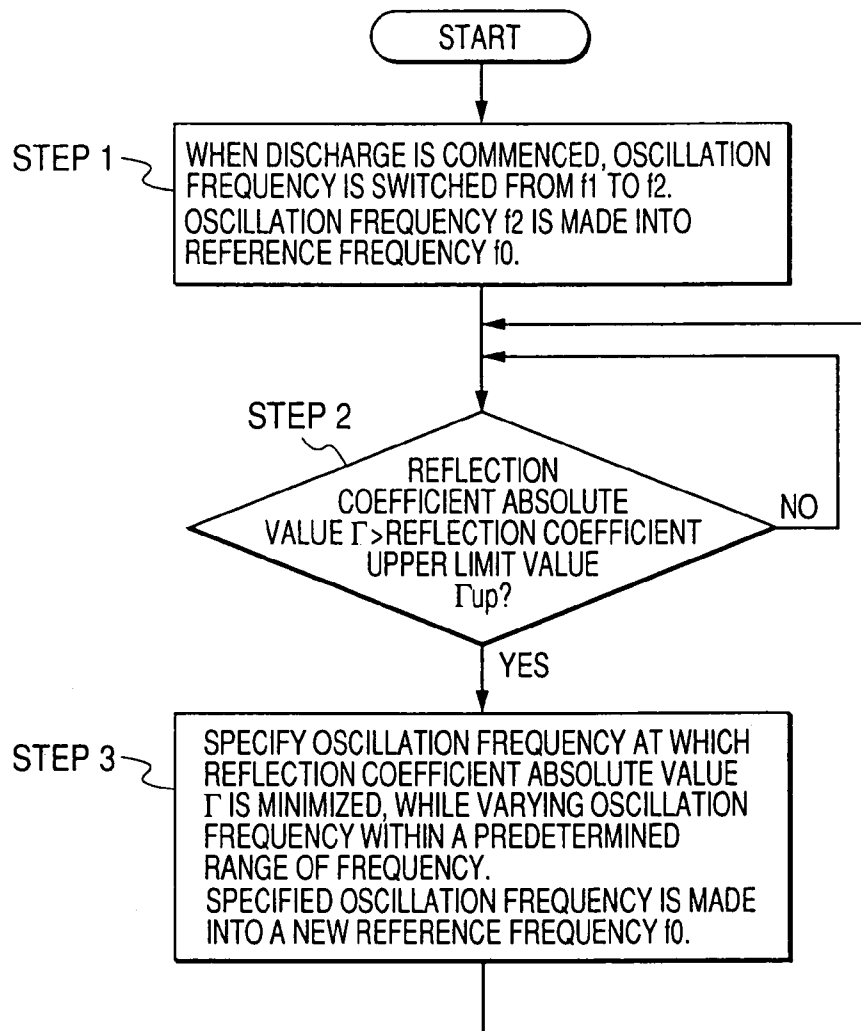 START
STEP 1
WHEN DISCHARGE IS COMMENCED, OSCILLATION
FREQUENCY IS SWITCHED FROM f1 TO f2.
OSCILLATION FREQUENCY f2 IS MADE INTO
REFERENCE FREQUENCY f0.
STEP 2
REFLECTION
COEFFICIENT ABSOLUTE
VALUE Γ>REFLECTION COEFFICIENT
UPPER LIMIT VALUE
Γup?
NO
YES
STEP 3
SPECIFY OSCILLATION FREQUENCY AT WHICH
REFLECTION COEFFICIENT ABSOLUTE VALUE
Γ IS MINIMIZED, WHILE VARYING OSCILLATION
FREQUENCY WITHIN A PREDETERMINED
RANGE OF FREQUENCY.
SPECIFIED OSCILLATION FREQUENCY IS MADE
INTO A NEW REFERENCE FREQUENCY f0.